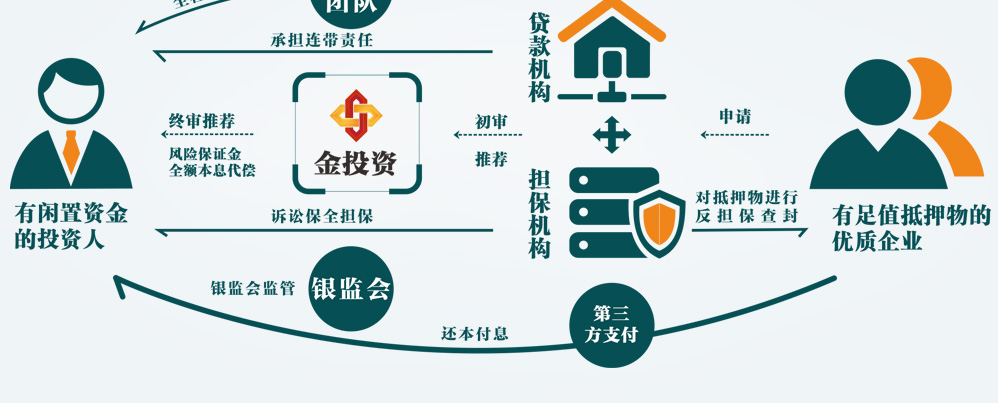 团队
承担连带责任
贷款机构
终审推荐
风险保证金
全额本息代偿
金投资
初审
推荐
申请
担保机构
对抵押物进行
反担保查封
有闲置资金
的投资人
诉讼保全担保
有足值抵押物的
优质企业
银监会监管
银监会
第三
方支付
还本付息